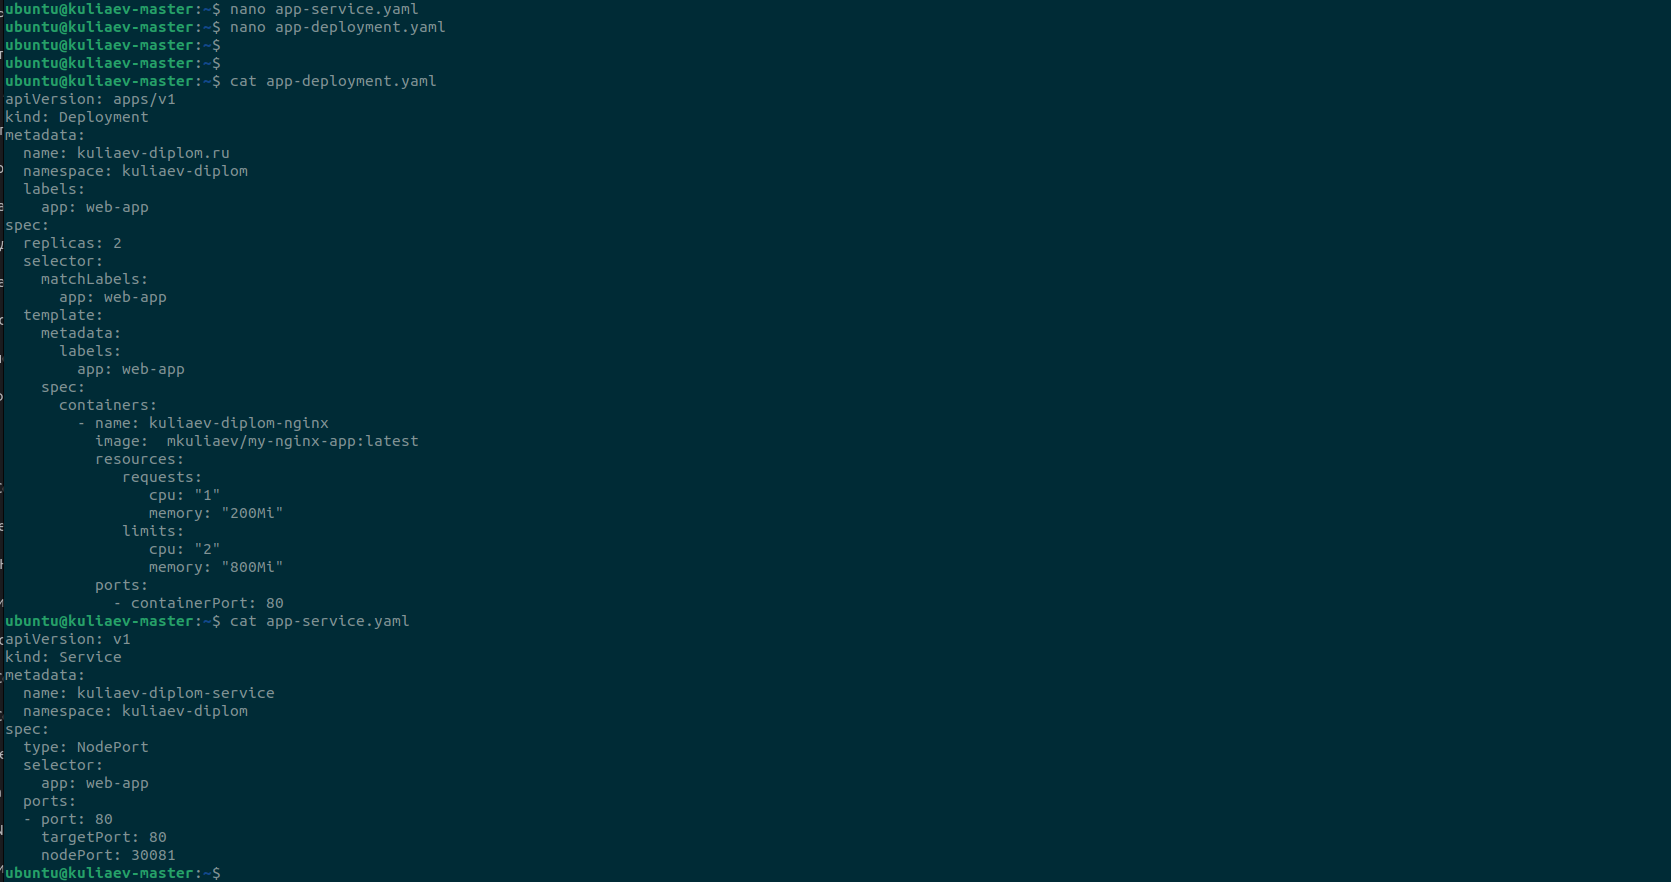 ubuntu@kuliaev-master:~$ nano app-service.yaml
ubuntu@kuliaev-master:~$ nano app-deployment.yaml
ubuntu@kuliaev-master:~$
ubuntu@kuliaev-master:~$
ubuntu@kuliaev-master:~$ cat app-deployment.yaml
apiVersion: apps/v1
kind: Deployment
metadata:
  name: kuliaev-diplom.ru
  namespace: kuliaev-diplom
  labels:
    app: web-app
spec:
  replicas: 2
  selector:
    matchLabels:
      app: web-app
  template:
    metadata:
      labels:
        app: web-app
    spec:
      containers:
        - name: kuliaev-diplom-nginx
          image:  mkuliaev/my-nginx-app:latest
          resources:
             requests:
                cpu: "1"
                memory: "200Mi"
             limits:
                cpu: "2"
                memory: "800Mi"
          ports:
            - containerPort: 80
ubuntu@kuliaev-master:~$ cat app-service.yaml
apiVersion: v1
kind: Service
metadata:
  name: kuliaev-diplom-service
  namespace: kuliaev-diplom
spec:
  type: NodePort
  selector:
    app: web-app
  ports:
  - port: 80
    targetPort: 80
    nodePort: 30081
ubuntu@kuliaev-master:~$